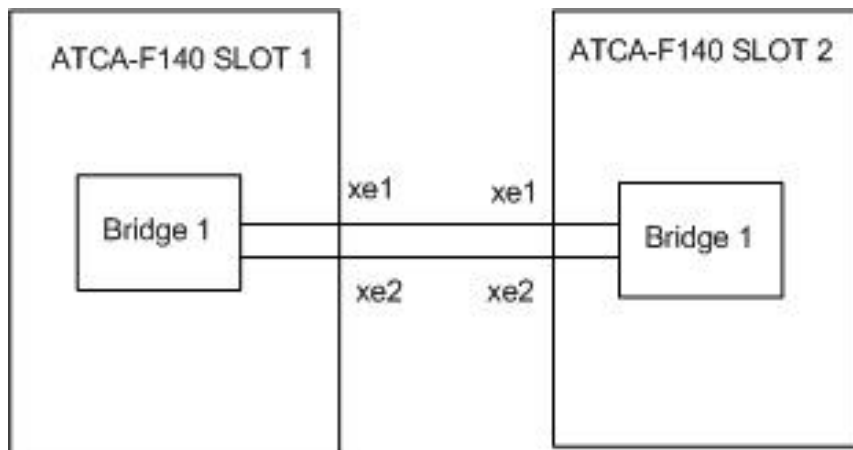 ATCA-F140 SLOT 1
ATCA-F140 SLOT 2
xe1
xe1
Bridge 1
Bridge 1
xe2
xe2